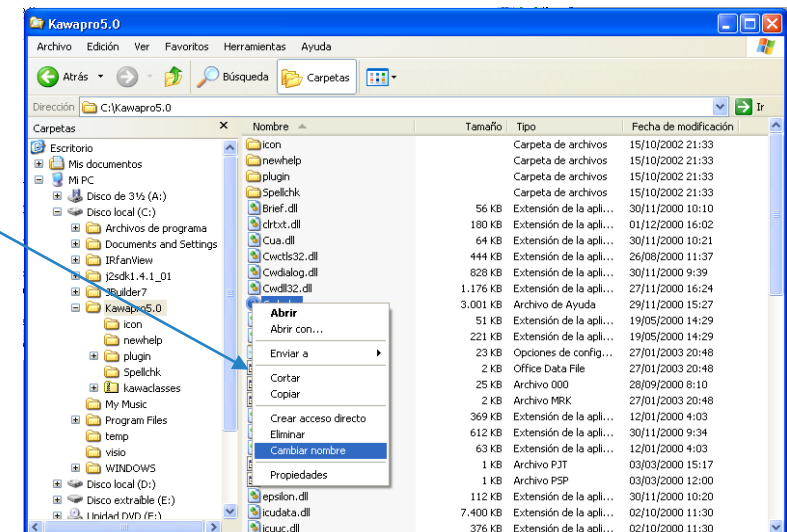 Kawapro5.0
Archivo Edición Ver Favoritos Herramientas Ayuda
Atrás Búsqueda Carpetas
Dirección C:\Kawapro5.0 Ir
Carpetas X
Escritorio
Mis documentos
Mi PC
Disco de 3½ (A:)
Disco local (C:)
Archivos de programa
Documents and Settings
IRfanView
j2sdk1.4.1_01
JBuilder7
Kawapro5.0
icon
newhelp
plugin
Spellchk
kawaclasses
My Music
Program Files
temp
visio
WINDOWS
Disco local (D:)
Disco extraíble (E:)
Unidad DVD (F:)
Nombre Tamaño Tipo Fecha de modificación
icon Carpeta de archivos 15/10/2002 21:33
newhelp Carpeta de archivos 15/10/2002 21:33
plugin Carpeta de archivos 15/10/2002 21:33
Spellchk Carpeta de archivos 15/10/2002 21:33
Brief.dll 56 KB Extensión de la apli... 30/11/2000 10:10
clrtxt.dll 180 KB Extensión de la apli... 01/12/2000 16:02
Cua.dll 64 KB Extensión de la apli... 30/11/2000 10:21
Cwctls32.dll 444 KB Extensión de la apli... 26/08/2000 11:37
Cwdialog.dll 828 KB Extensión de la apli... 30/11/2000 9:39
Cwdll32.dll 1.176 KB Extensión de la apli... 27/11/2000 16:24
3.001 KB Archivo de Ayuda 29/11/2000 15:27
51 KB Extensión de la apli... 19/05/2000 14:29
221 KB Extensión de la apli... 19/05/2000 14:29
23 KB Opciones de config... 27/01/2003 20:48
2 KB Office Data File 27/01/2003 20:48
25 KB Archivo 000 28/09/2000 8:10
2 KB Archivo MRK 27/01/2003 20:48
369 KB Extensión de la apli... 12/01/2000 4:03
612 KB Extensión de la apli... 30/11/2000 9:34
63 KB Extensión de la apli... 12/01/2000 4:03
1 KB Archivo PJT 03/03/2000 15:17
1 KB Archivo PSP 03/03/2000 12:00
epsilon.dll 112 KB Extensión de la apli... 30/11/2000 10:20
icudata.dll 7.400 KB Extensión de la apli... 02/10/2000 11:30
icuuc.dll 376 KB Extensión de la apli... 02/10/2000 11:30
Abrir
Abrir con...
Enviar a
Cortar
Copiar
Crear acceso directo
Eliminar
Cambiar nombre
Propiedades